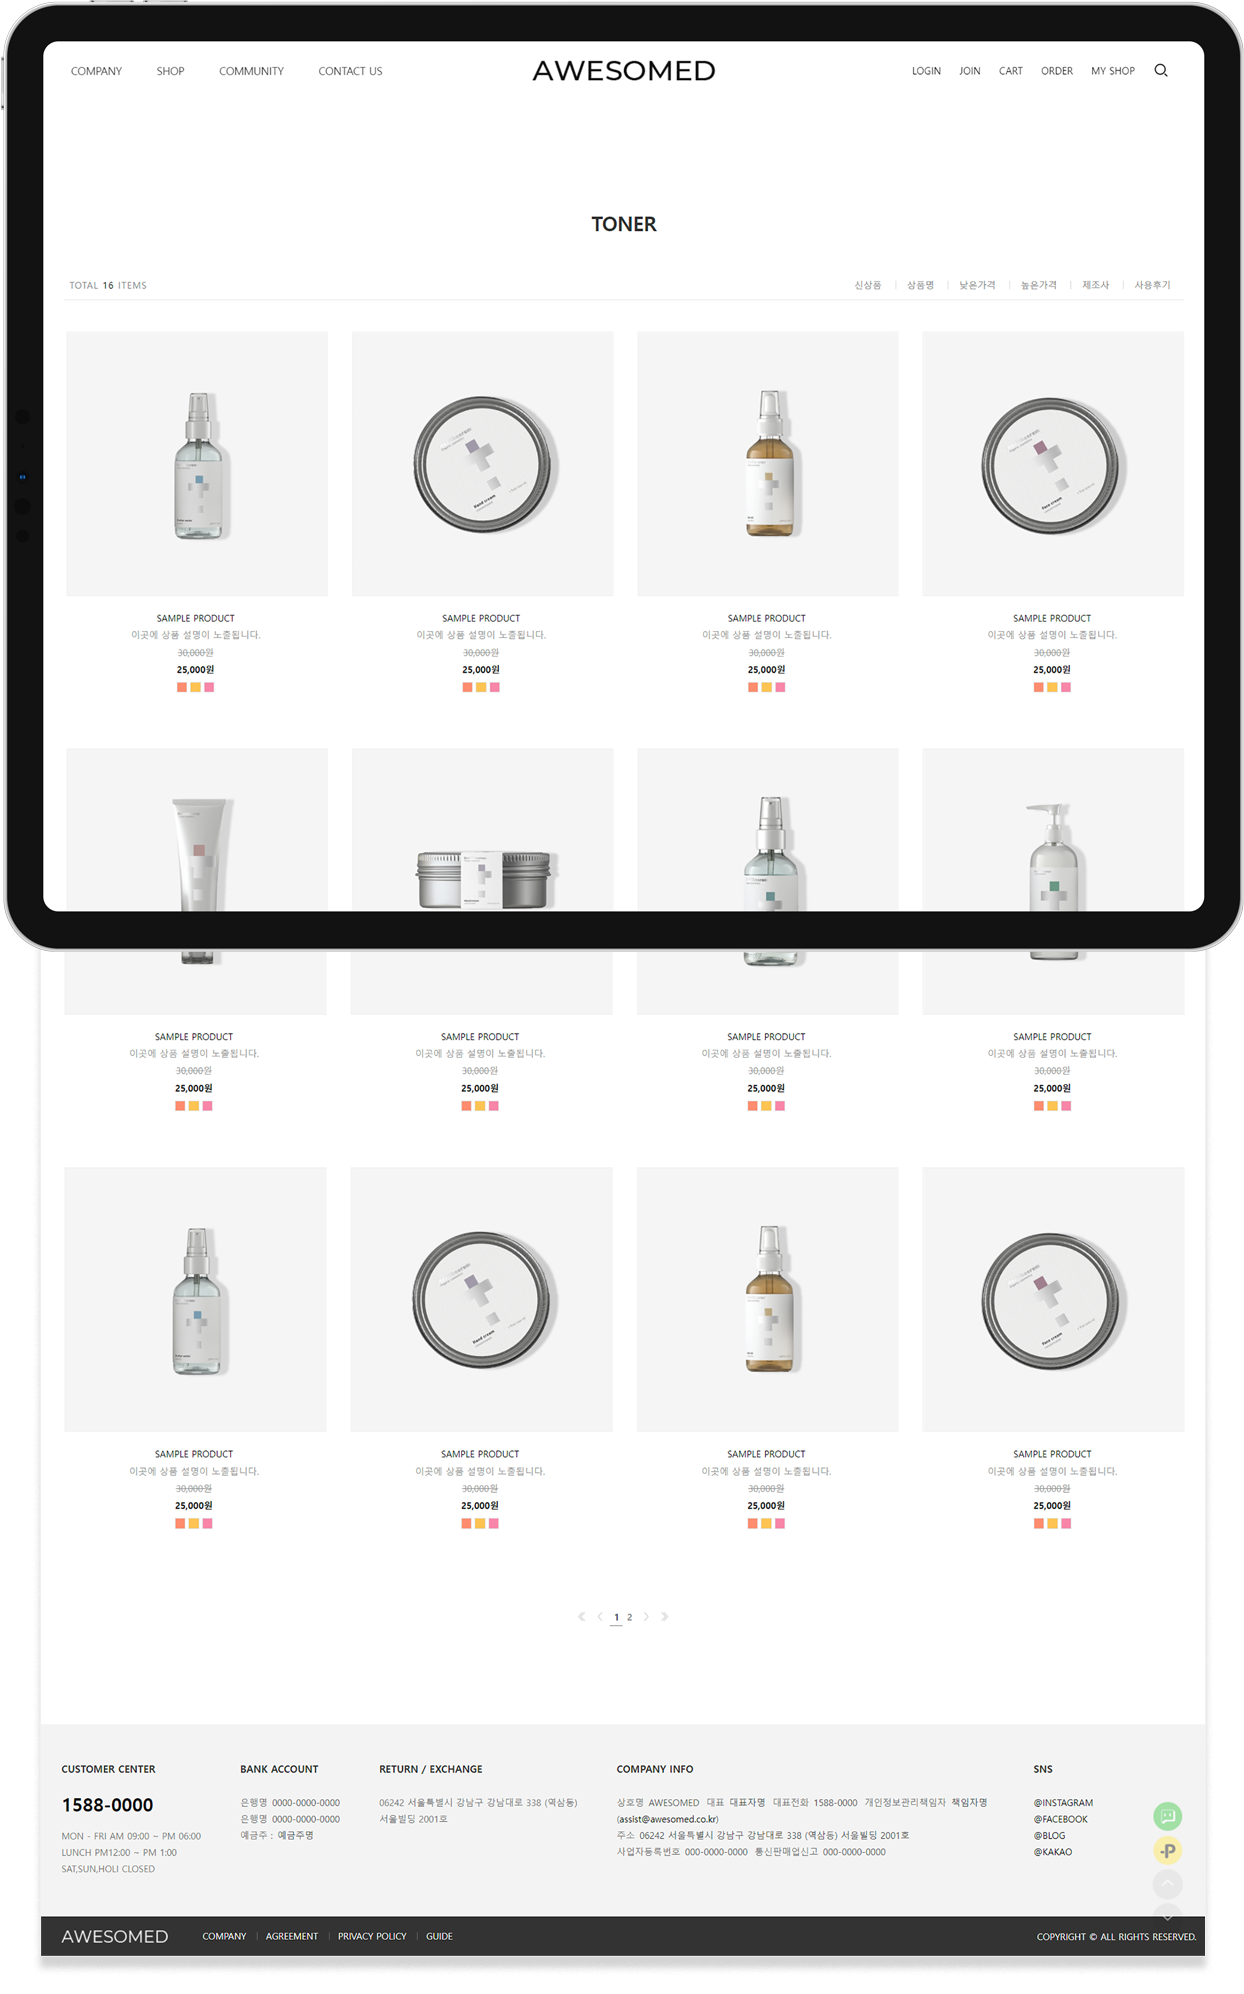 COMPANY SHOP COMMUNITY CONTACT US AWESOMED LOGIN JOIN CART ORDER MY SHOP
TONER
TOTAL 16 ITEMS 신상품 상품명 낮은가격 높은가격 제조사 사용후기
Hand cream
Face cream
SAMPLE PRODUCT SAMPLE PRODUCT SAMPLE PRODUCT SAMPLE PRODUCT
이곳에 상품 설명이 노출됩니다. 이곳에 상품 설명이 노출됩니다. 이곳에 상품 설명이 노출됩니다. 이곳에 상품 설명이 노출됩니다.
30,000원 30,000원 30,000원 30,000원
25,000원 25,000원 25,000원 25,000원
SAMPLE PRODUCT SAMPLE PRODUCT SAMPLE PRODUCT SAMPLE PRODUCT
이곳에 상품 설명이 노출됩니다. 이곳에 상품 설명이 노출됩니다. 이곳에 상품 설명이 노출됩니다. 이곳에 상품 설명이 노출됩니다.
30,000원 30,000원 30,000원 30,000원
25,000원 25,000원 25,000원 25,000원
Hand cream
Face cream
SAMPLE PRODUCT SAMPLE PRODUCT SAMPLE PRODUCT SAMPLE PRODUCT
이곳에 상품 설명이 노출됩니다. 이곳에 상품 설명이 노출됩니다. 이곳에 상품 설명이 노출됩니다. 이곳에 상품 설명이 노출됩니다.
30,000원 30,000원 30,000원 30,000원
25,000원 25,000원 25,000원 25,000원
1 2
CUSTOMER CENTER
1588-0000
MON - FRI AM 09:00 ~ PM 06:00
LUNCH PM12:00 ~ PM 1:00
SAT,SUN,HOLI CLOSED
BANK ACCOUNT
은행명 0000-0000-0000
은행명 0000-0000-0000
예금주 : 예금주명
RETURN / EXCHANGE
06242 서울특별시 강남구 강남대로 338 (역삼동)
서울빌딩 2001호
COMPANY INFO
상호명 AWESOMED 대표 대표자명 대표전화 1588-0000 개인정보관리책임자 책임자명
(assist@awesomed.co.kr)
주소 06242 서울특별시 강남구 강남대로 338 (역삼동) 서울빌딩 2001호
사업자등록번호 000-0000-0000 통신판매업신고 000-0000-0000
SNS
@INSTAGRAM
@FACEBOOK
@BLOG
@KAKAO
-P
AWESOMED COMPANY AGREEMENT PRIVACY POLICY GUIDE COPYRIGHT © ALL RIGHTS RESERVED.